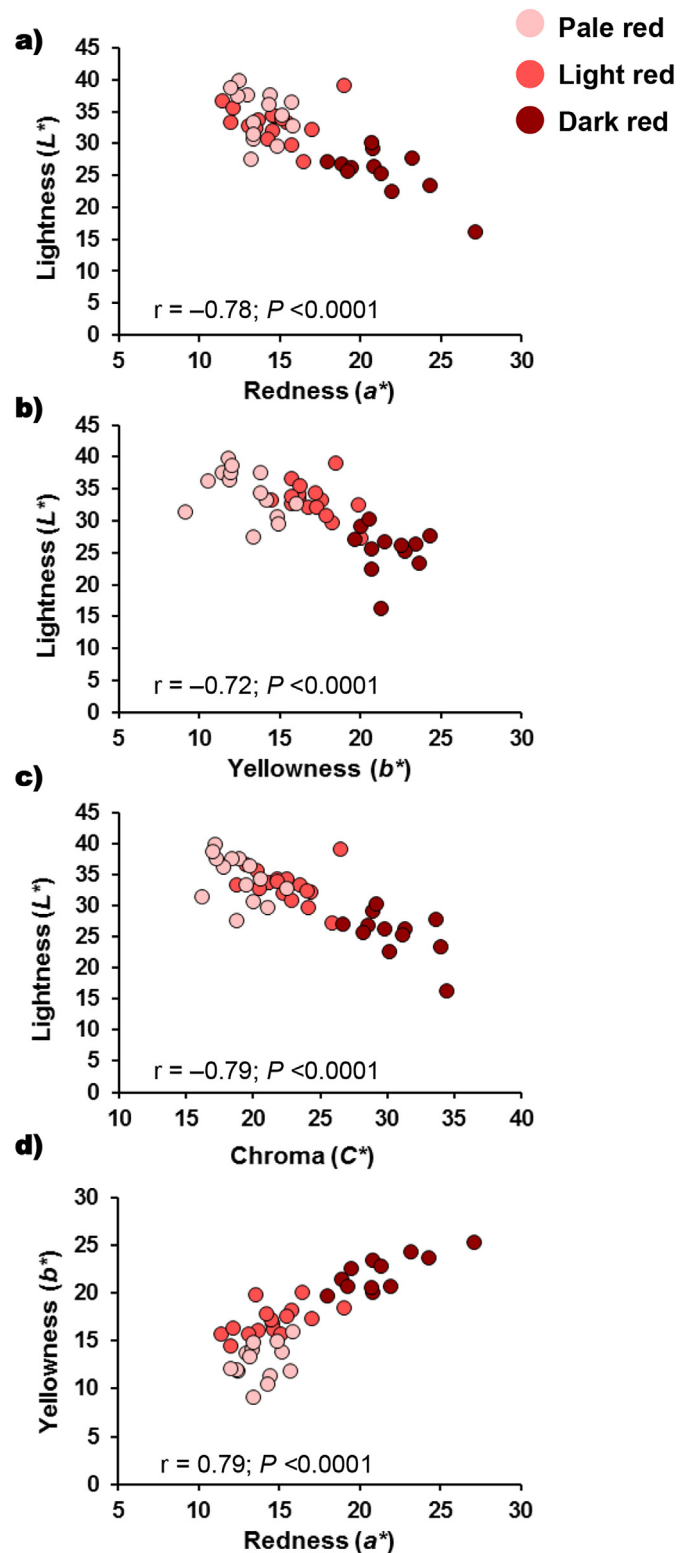 Pale red
Light red
Dark red
a)
45
40
35
30
25
20
15
10
5
0
Lightness (L*)
r = –0.78; P <0.0001
5 10 15 20 25 30
Redness (a*)
b)
45
40
35
30
25
20
15
10
5
0
Lightness (L*)
r = –0.72; P <0.0001
5 10 15 20 25 30
Yellowness (b*)
c)
45
40
35
30
25
20
15
10
5
0
Lightness (L*)
r = –0.79; P <0.0001
10 15 20 25 30 35 40
Chroma (C*)
d)
30
25
20
15
10
5
0
Yellowness (b*)
r = 0.79; P <0.0001
5 10 15 20 25 30
Redness (a*)